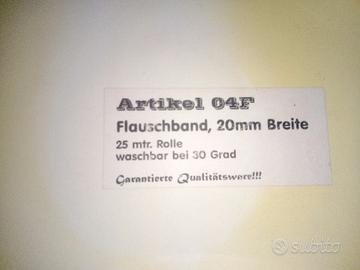 Artikel 04F
Flauschband, 20mm Breite
25 mtr. Rolle
waschbar bei 30 Grad
Garantierte Qualitätsware!!!
subito